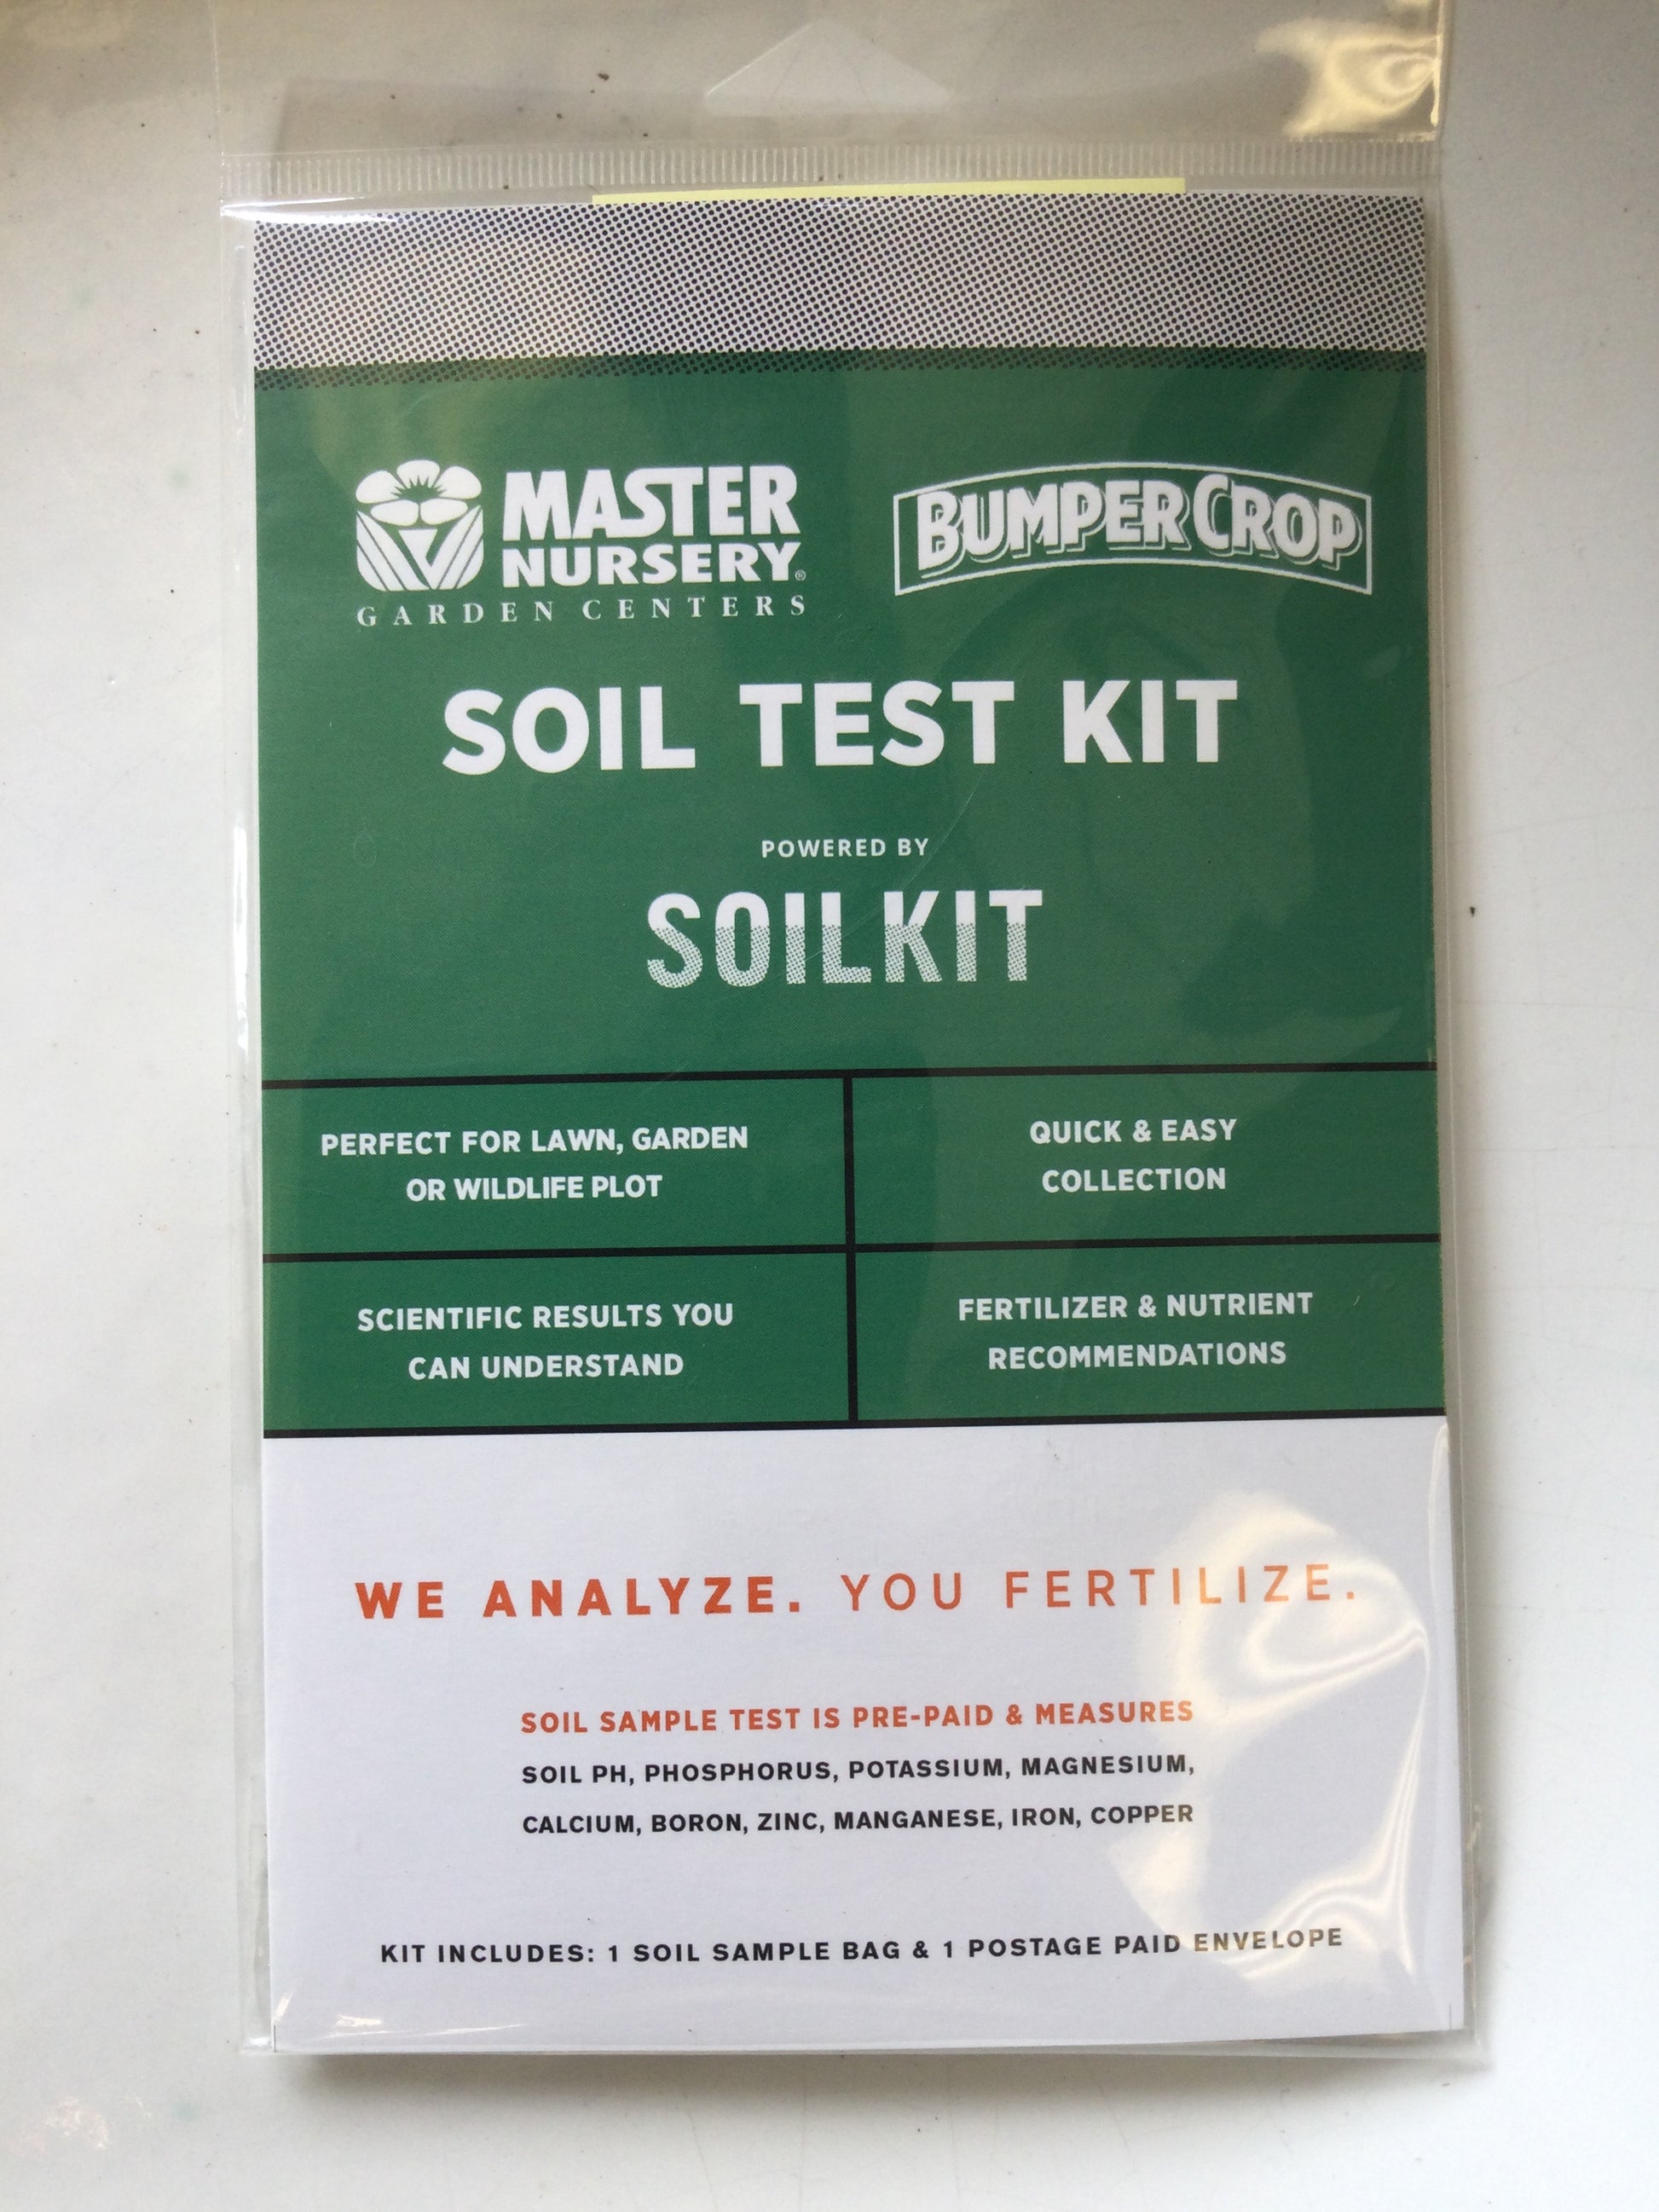 MASTER
NURSERY®
GARDEN CENTERS
BUMPER CROP
SOIL TEST KIT
POWERED BY
SOILKIT
PERFECT FOR LAWN, GARDEN
OR WILDLIFE PLOT
QUICK & EASY
COLLECTION
SCIENTIFIC RESULTS YOU
CAN UNDERSTAND
FERTILIZER & NUTRIENT
RECOMMENDATIONS
WE ANALYZE. YOU FERTILIZE.
SOIL SAMPLE TEST IS PRE-PAID & MEASURES
SOIL PH, PHOSPHORUS, POTASSIUM, MAGNESIUM,
CALCIUM, BORON, ZINC, MANGANESE, IRON, COPPER
KIT INCLUDES: 1 SOIL SAMPLE BAG & 1 POSTAGE PAID ENVELOPE